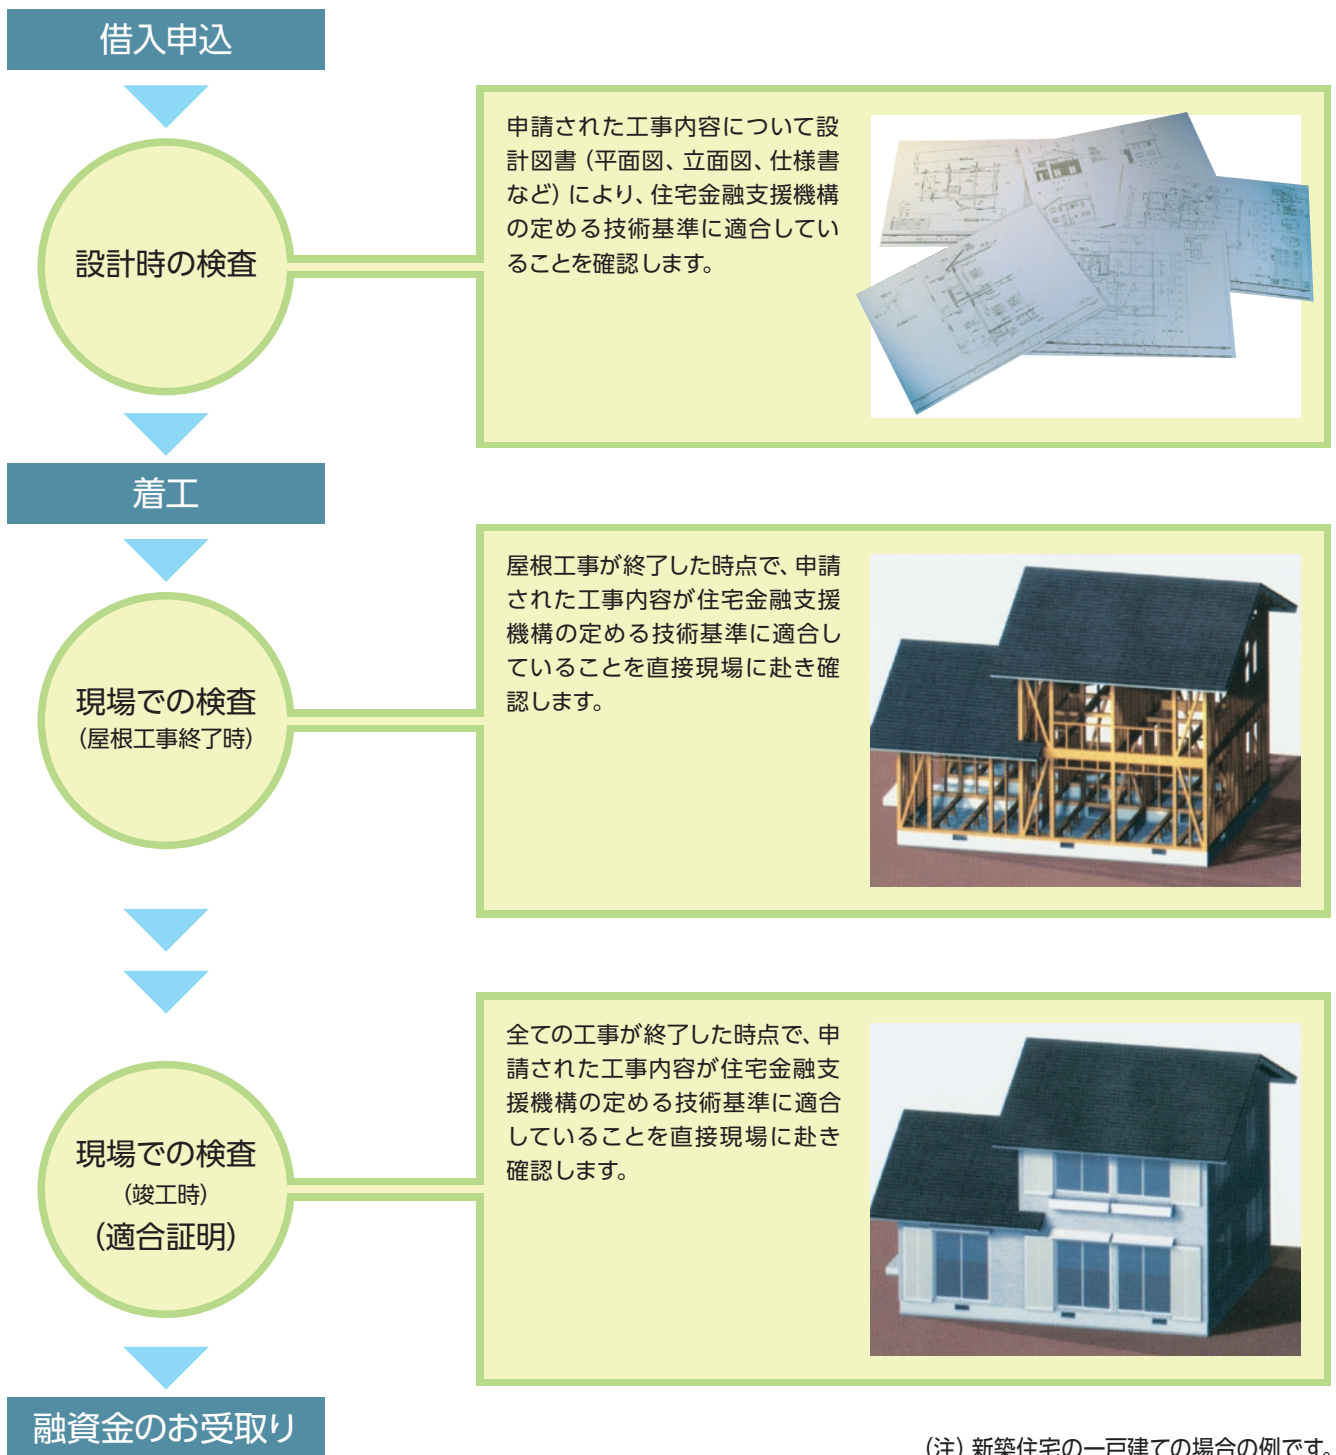 借入申込
設計時の検査
申請された工事内容について設
計図書（平面図、立面図、仕様書
など）により、住宅金融支援機構
の定める技術基準に適合してい
ることを確認します。
着工
現場での検査
（屋根工事終了時）
屋根工事が終了した時点で、申請
された工事内容が住宅金融支援
機構の定める技術基準に適合し
ていることを直接現場に赴き確
認します。
現場での検査
（竣工時）
（適合証明）
全ての工事が終了した時点で、申
請された工事内容が住宅金融支
援機構の定める技術基準に適合
していることを直接現場に赴き
確認します。
融資金のお受取り
（注）新築住宅の一戸建ての場合の例です。